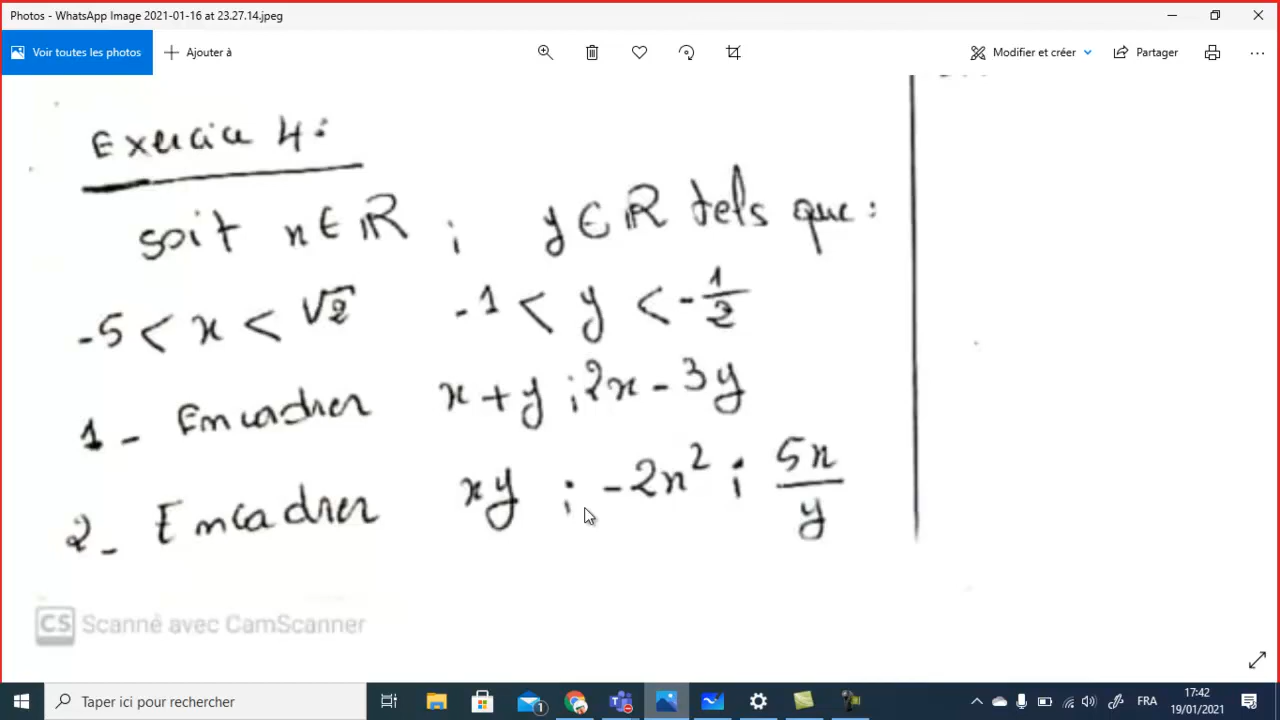 Photos - WhatsApp Image 2021-01-16 at 23.27.14.jpeg
Voir toutes les photos
Ajouter à
Modifier et créer
Partager
Exercice 4:
soit x ∈ ℝ ; y ∈ ℝ tels que :
-5 < x < √2 -1 < y < -1/2
1- Encadrer x + y ; 2x - 3y
2- Encadrer xy ; -2x² ; 5x/y
CS Scanné avec CamScanner
Taper ici pour rechercher
1
FRA
17:42
19/01/2021